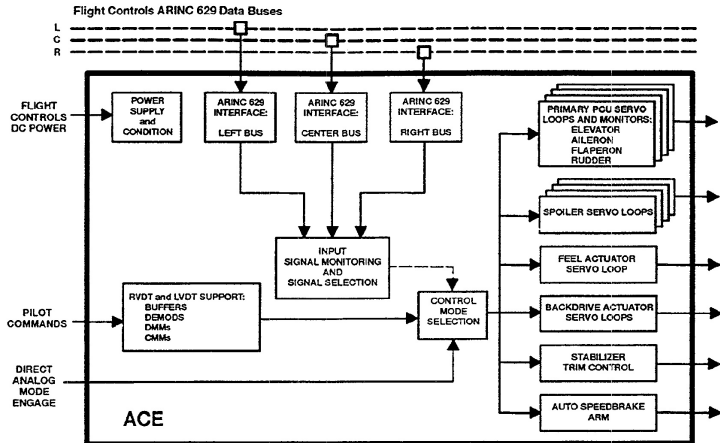 Flight Controls ARINC 629 Data Buses
L
C
R
FLIGHT
CONTROLS
DC POWER
POWER
SUPPLY
and
CONDITION
ARINC 629
INTERFACE:
LEFT BUS
ARINC 629
INTERFACE:
CENTER BUS
ARINC 629
INTERFACE:
RIGHT BUS
PRIMARY PCU SERVO
LOOPS AND MONITORS:
ELEVATOR
AILERON
FLAPERON
RUDDER
SPOILER SERVO LOOPS
INPUT
SIGNAL MONITORING
AND
SIGNAL SELECTION
FEEL ACTUATOR
SERVO LOOP
PILOT
COMMANDS
RVDT and LVDT SUPPORT:
BUFFERS
DEMODS
DMMs
CMMs
CONTROL
MODE
SELECTION
BACKDRIVE ACTUATOR
SERVO LOOPS
STABILIZER
TRIM CONTROL
DIRECT
ANALOG
MODE
ENGAGE
AUTO SPEEDBRAKE
ARM
ACE